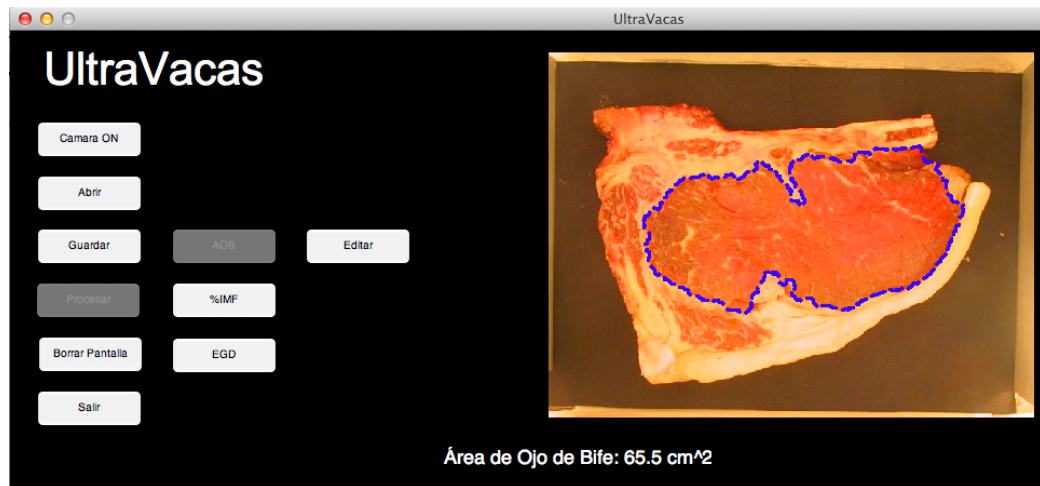 UltraVacas
UltraVacas
Camara ON
Abrir
Guardar AOB Editar
Procesar %IMF
Borrar Pantalla EGD
Salir
Área de Ojo de Bife: 65.5 cm^2